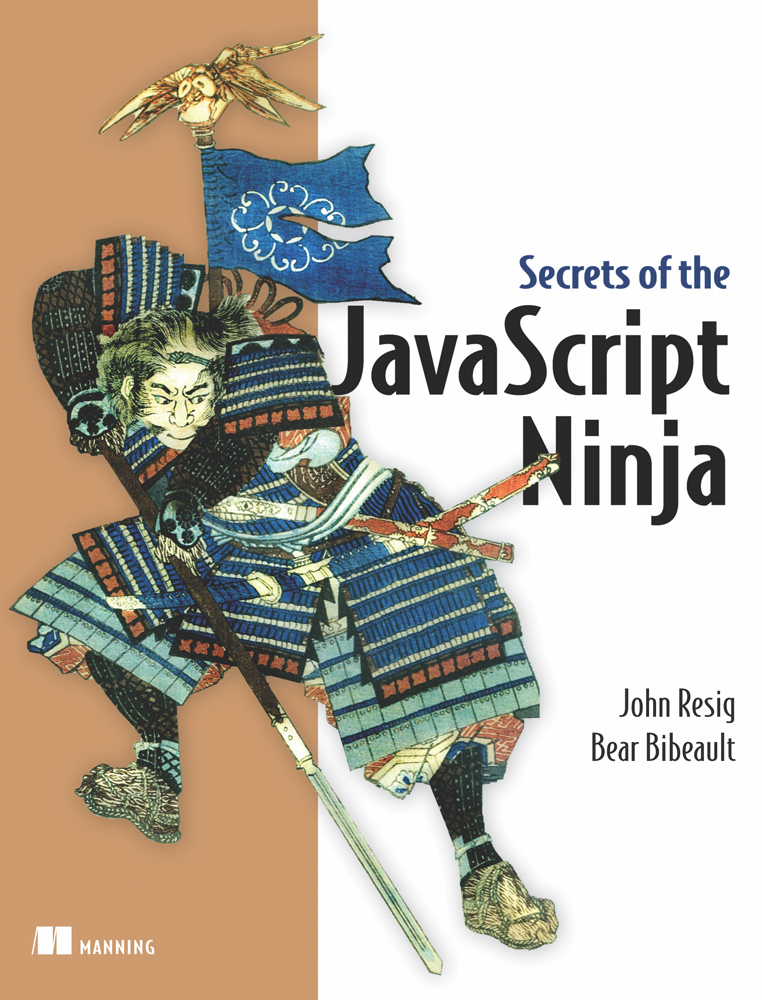 Secrets of the
JavaScript
Ninja
John Resig
Bear Bibeault
MANNING